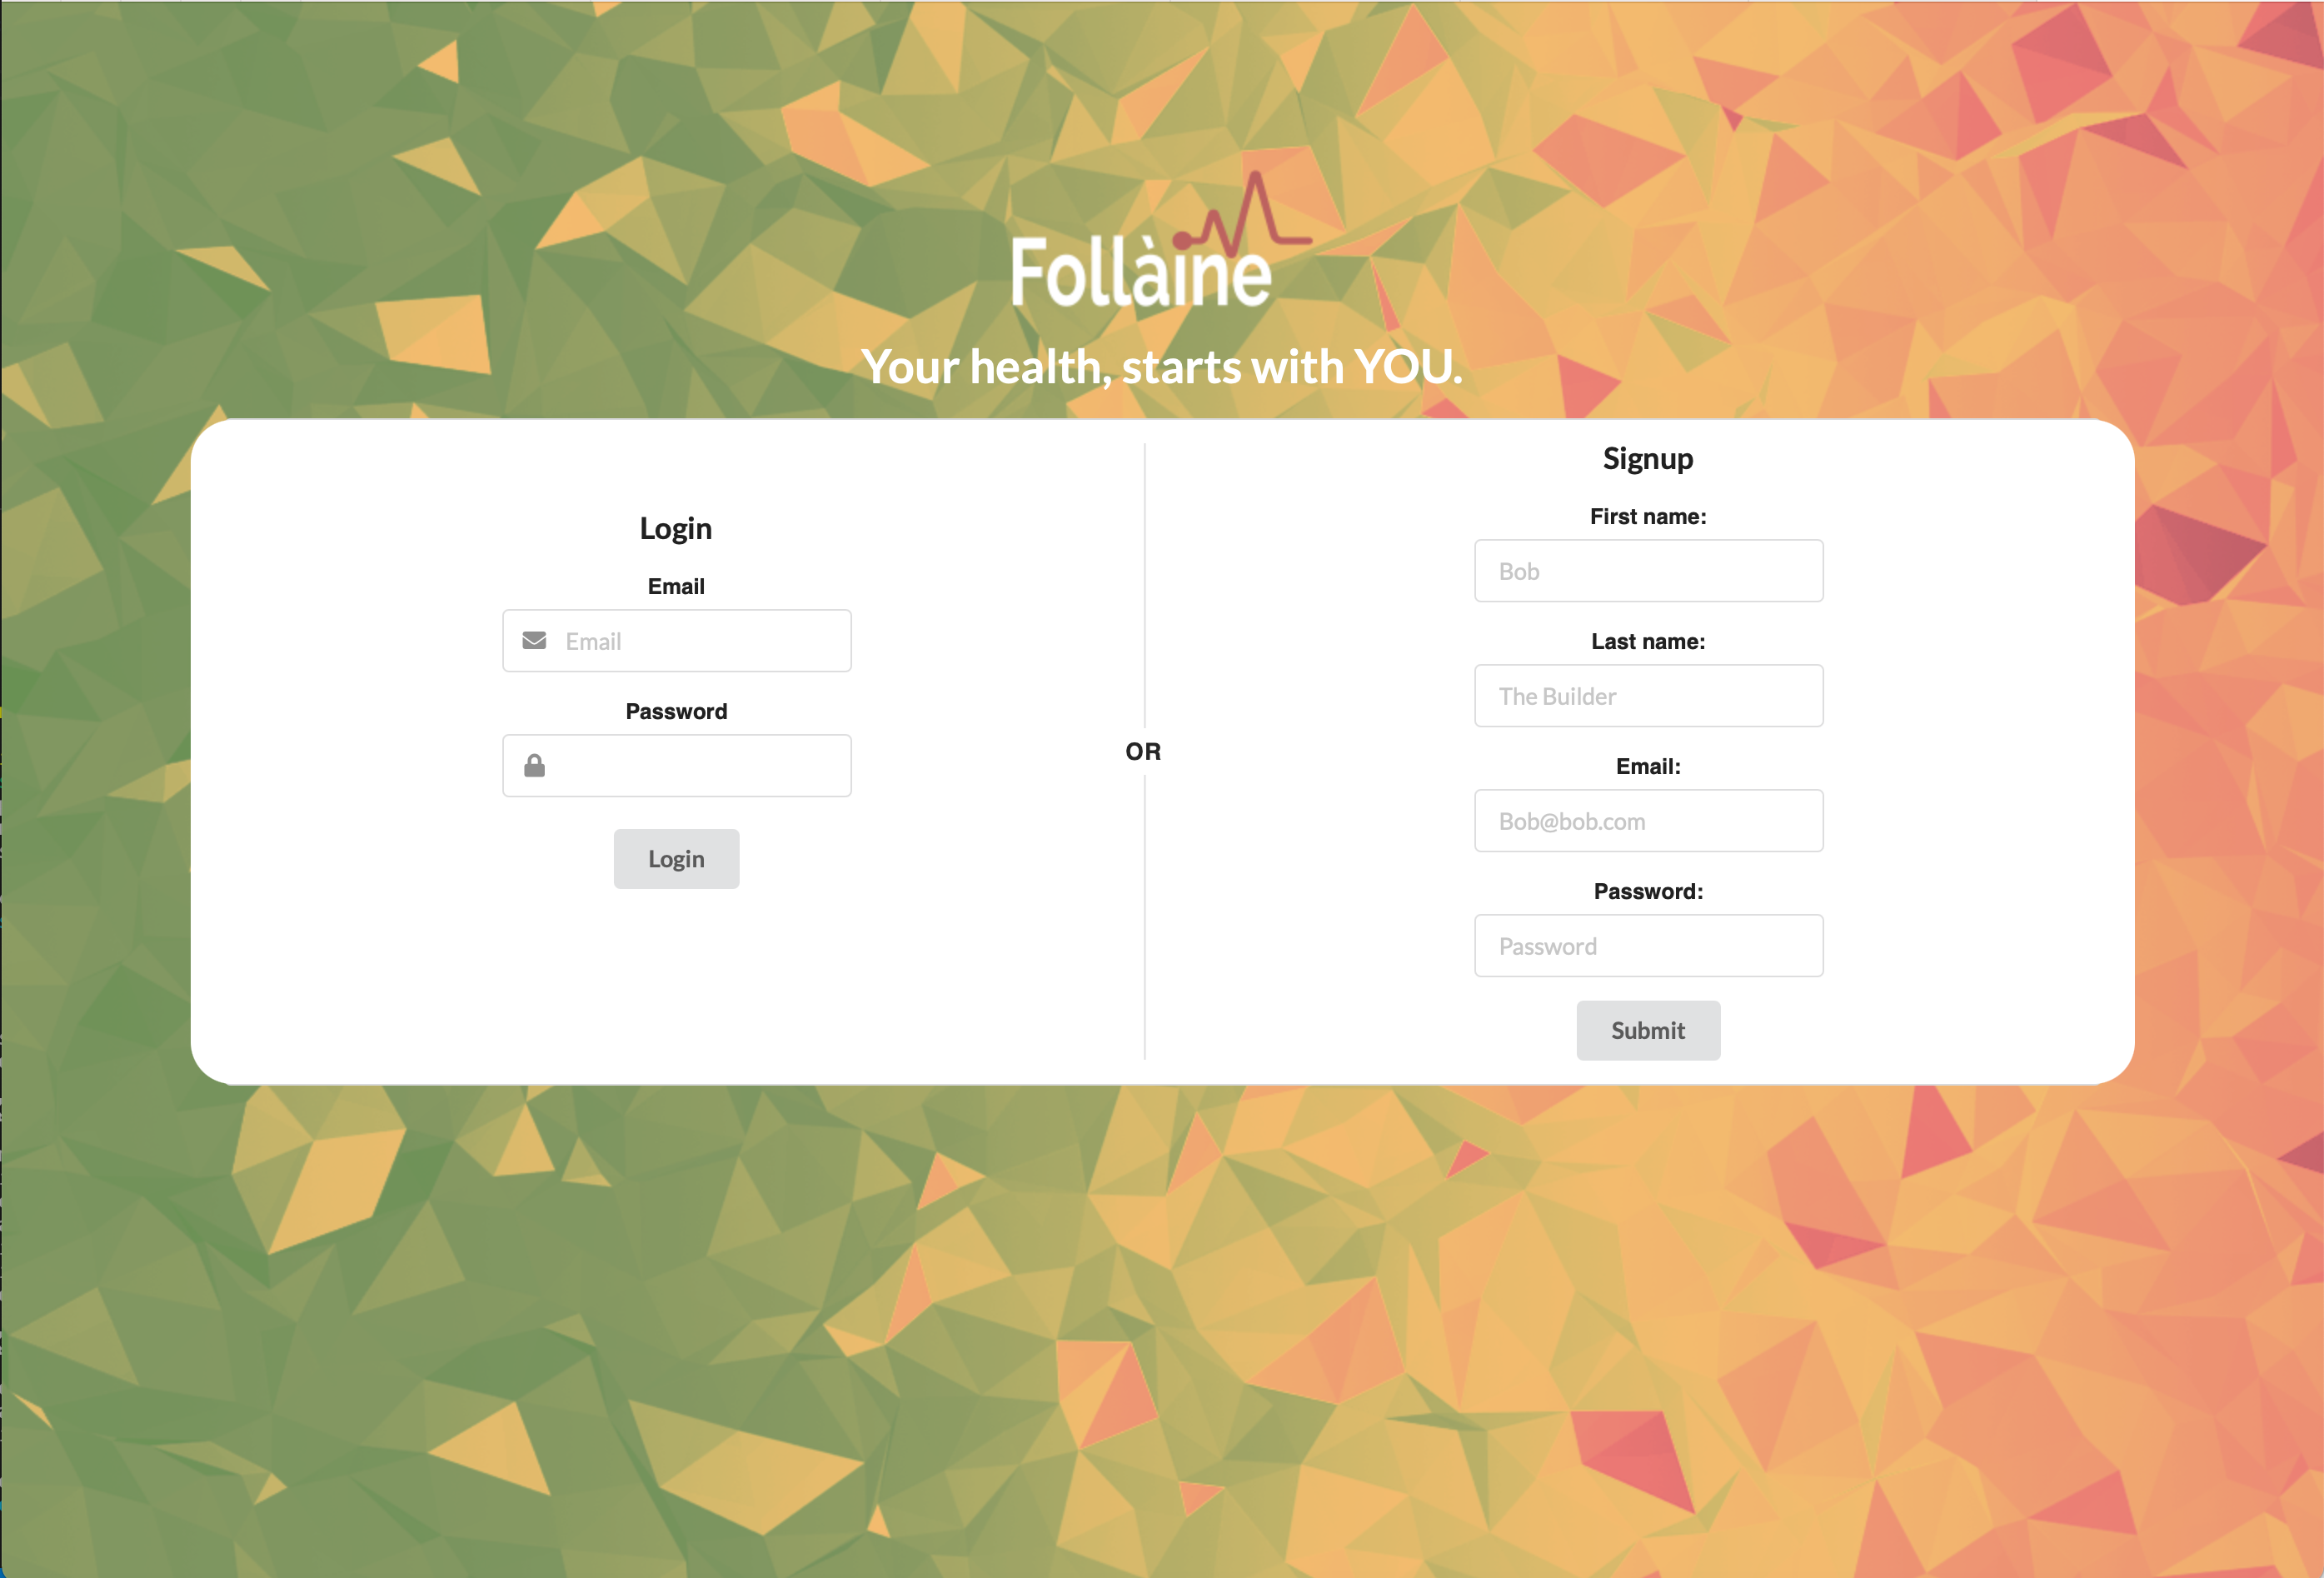 Follàine
Your health, starts with YOU.
Login
Email
Email
Password
Login
OR
Signup
First name:
Bob
Last name:
The Builder
Email:
Bob@bob.com
Password:
Password
Submit